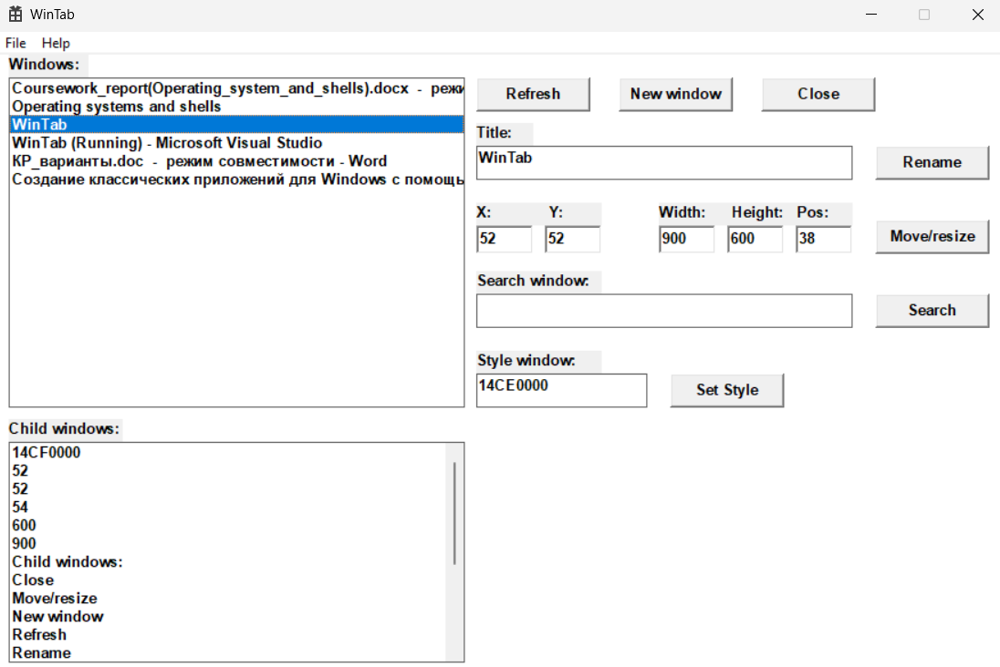 WinTab
File Help
Windows:
Coursework_report(Operating_system_and_shells).docx - режи
Operating systems and shells
WinTab
WinTab (Running) - Microsoft Visual Studio
КР_варианты.doc - режим совместимости - Word
Создание классических приложений для Windows с помощь
Refresh New window Close
Title:
WinTab
Rename
X: Y: Width: Height: Pos:
52 52 900 600 38
Move/resize
Search window:
Search
Style window:
14CE0000
Set Style
Child windows:
14CF0000
52
52
54
600
900
Child windows:
Close
Move/resize
New window
Refresh
Rename